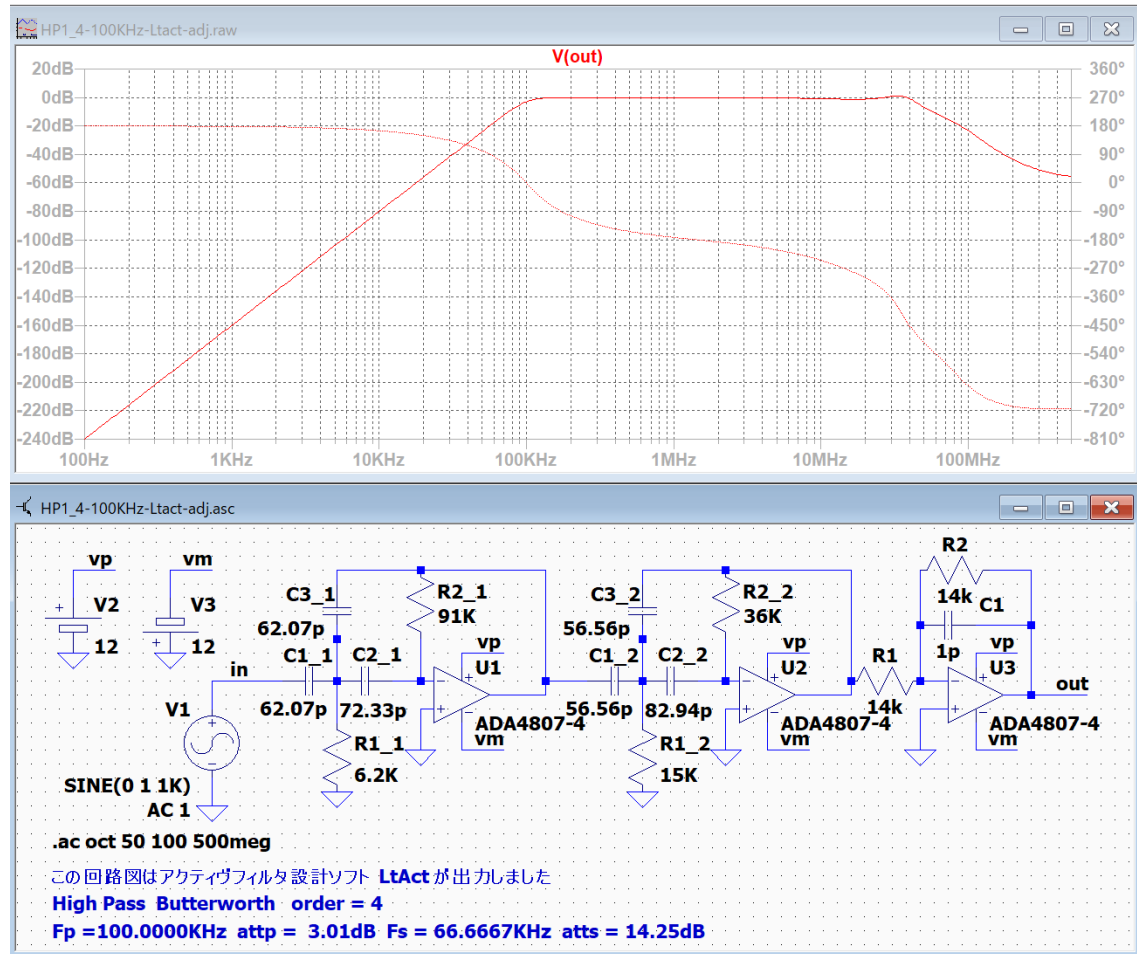 HP1_4-100KHz-Ltact-adj.raw
V(out)
20dB
0dB
-20dB
-40dB
-60dB
-80dB
-100dB
-120dB
-140dB
-160dB
-180dB
-200dB
-220dB
-240dB
360°
270°
180°
90°
0°
-90°
-180°
-270°
-360°
-450°
-540°
-630°
-720°
-810°
100Hz 1KHz 10KHz 100KHz 1MHz 10MHz 100MHz
HP1_4-100KHz-Ltact-adj.asc
vp
V2
12
vm
V3
12
in
V1
SINE(0 1 1K)
AC 1
C3_1
62.07p
R2_1
91K
C1_1
62.07p
C2_1
72.33p
R1_1
6.2K
vp
U1
ADA4807-4
vm
C3_2
56.56p
R2_2
36K
C1_2
56.56p
C2_2
82.94p
R1_2
15K
vp
U2
ADA4807-4
vm
R1
14k
R2
14k
C1
1p
vp
U3
ADA4807-4
vm
out
.ac oct 50 100 500meg
この回路図はアクティヴフィルタ設計ソフト LtAct が出力しました
High Pass Butterworth order = 4
Fp =100.0000KHz attp = 3.01dB Fs = 66.6667KHz atts = 14.25dB